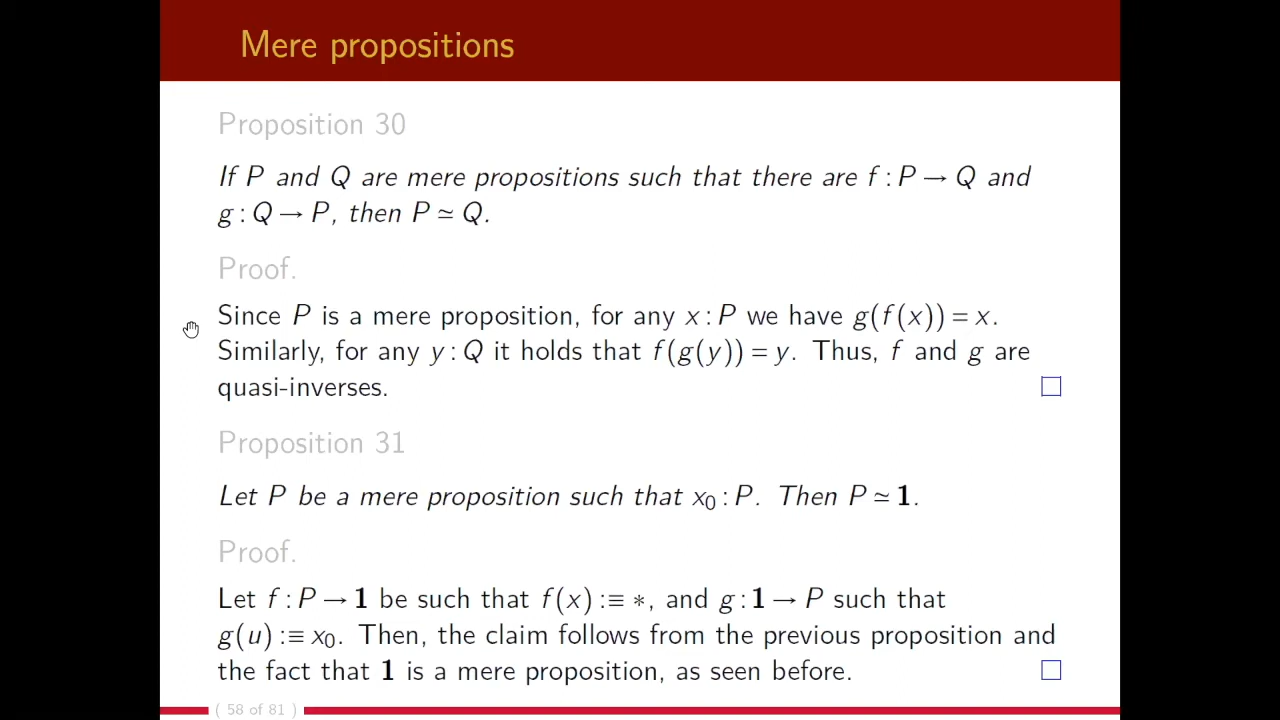 Mere propositions
Proposition 30
If P and Q are mere propositions such that there are f : P → Q and
g : Q → P, then P ≃ Q.
Proof.
Since P is a mere proposition, for any x : P we have g(f(x)) = x.
Similarly, for any y : Q it holds that f(g(y)) = y. Thus, f and g are
quasi-inverses. □
Proposition 31
Let P be a mere proposition such that x₀ : P. Then P ≃ 𝟏.
Proof.
Let f : P → 𝟏 be such that f(x) :≡ ∗, and g : 𝟏 → P such that
g(u) :≡ x₀. Then, the claim follows from the previous proposition and
the fact that 𝟏 is a mere proposition, as seen before. □
( 58 of 81 )